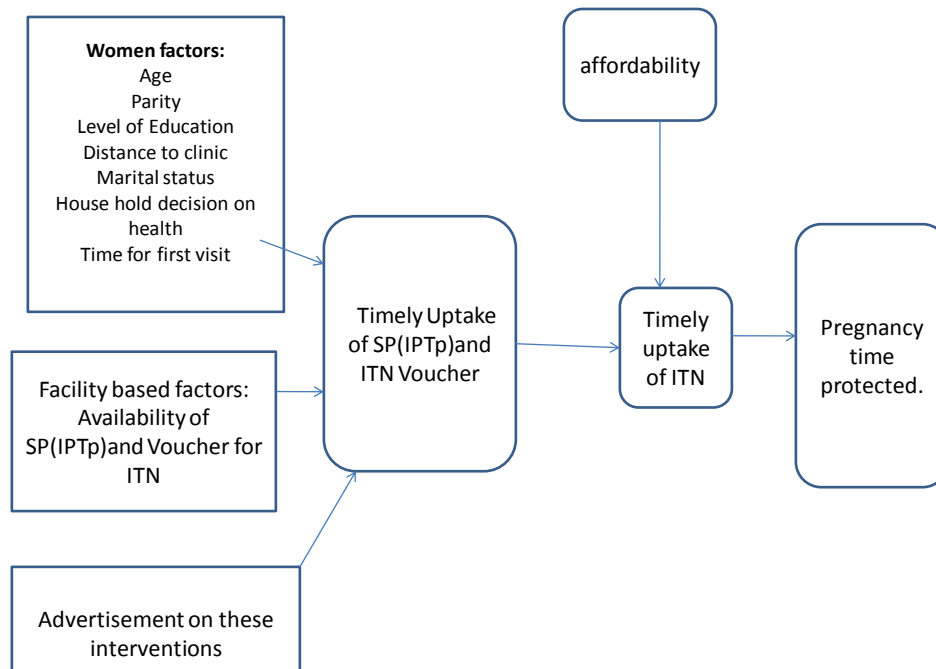 Women factors:
Age
Parity
Level of Education
Distance to clinic
Marital status
House hold decision on
health
Time for first visit
Facility based factors:
Availability of
SP(IPTp)and Voucher for
ITN
Advertisement on these
interventions
Timely Uptake
of SP(IPTp)and
ITN Voucher
affordability
Timely
uptake
of ITN
Pregnancy
time
protected.